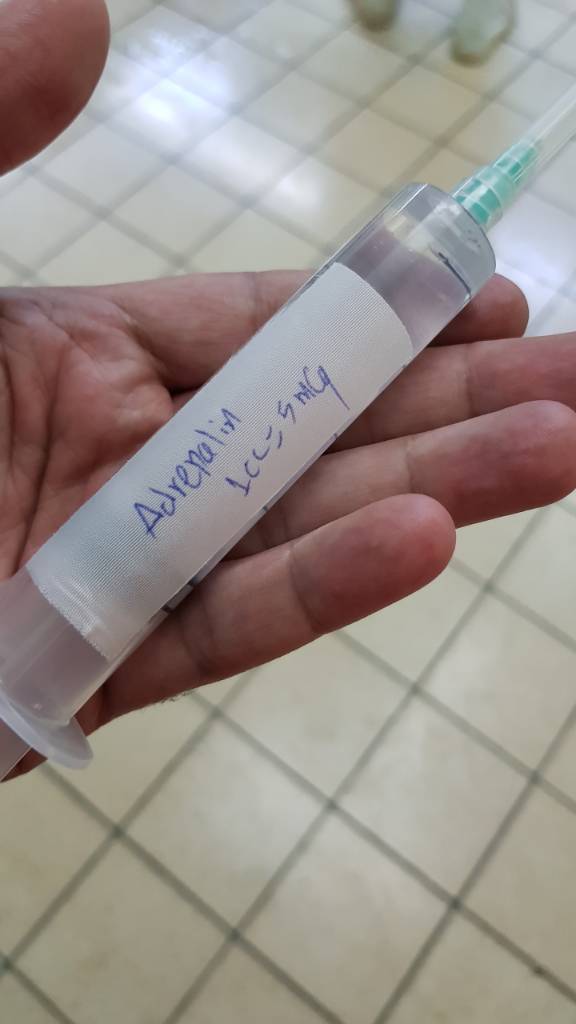 Adrenalin
1cc = 5 mcg